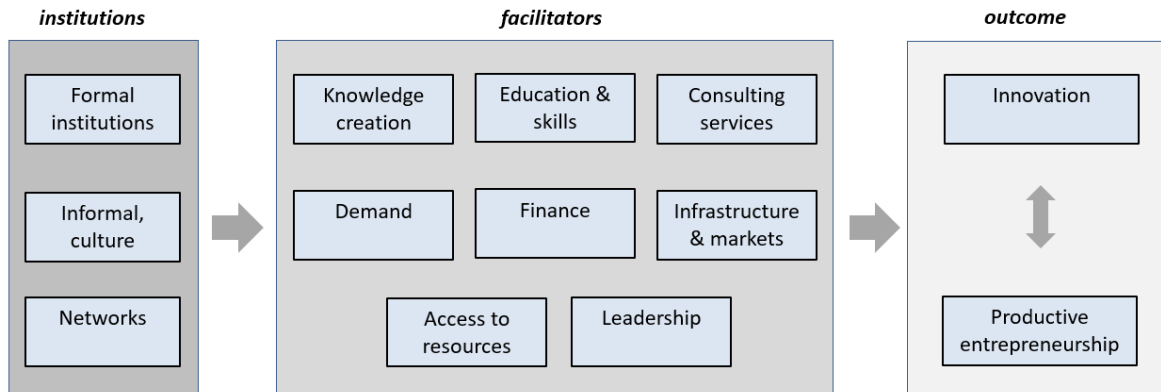 institutions
facilitators
outcome
Formal
institutions
Informal,
culture
Networks
Knowledge
creation
Education &
skills
Consulting
services
Demand
Finance
Infrastructure
& markets
Access to
resources
Leadership
Innovation
Productive
entrepreneurship